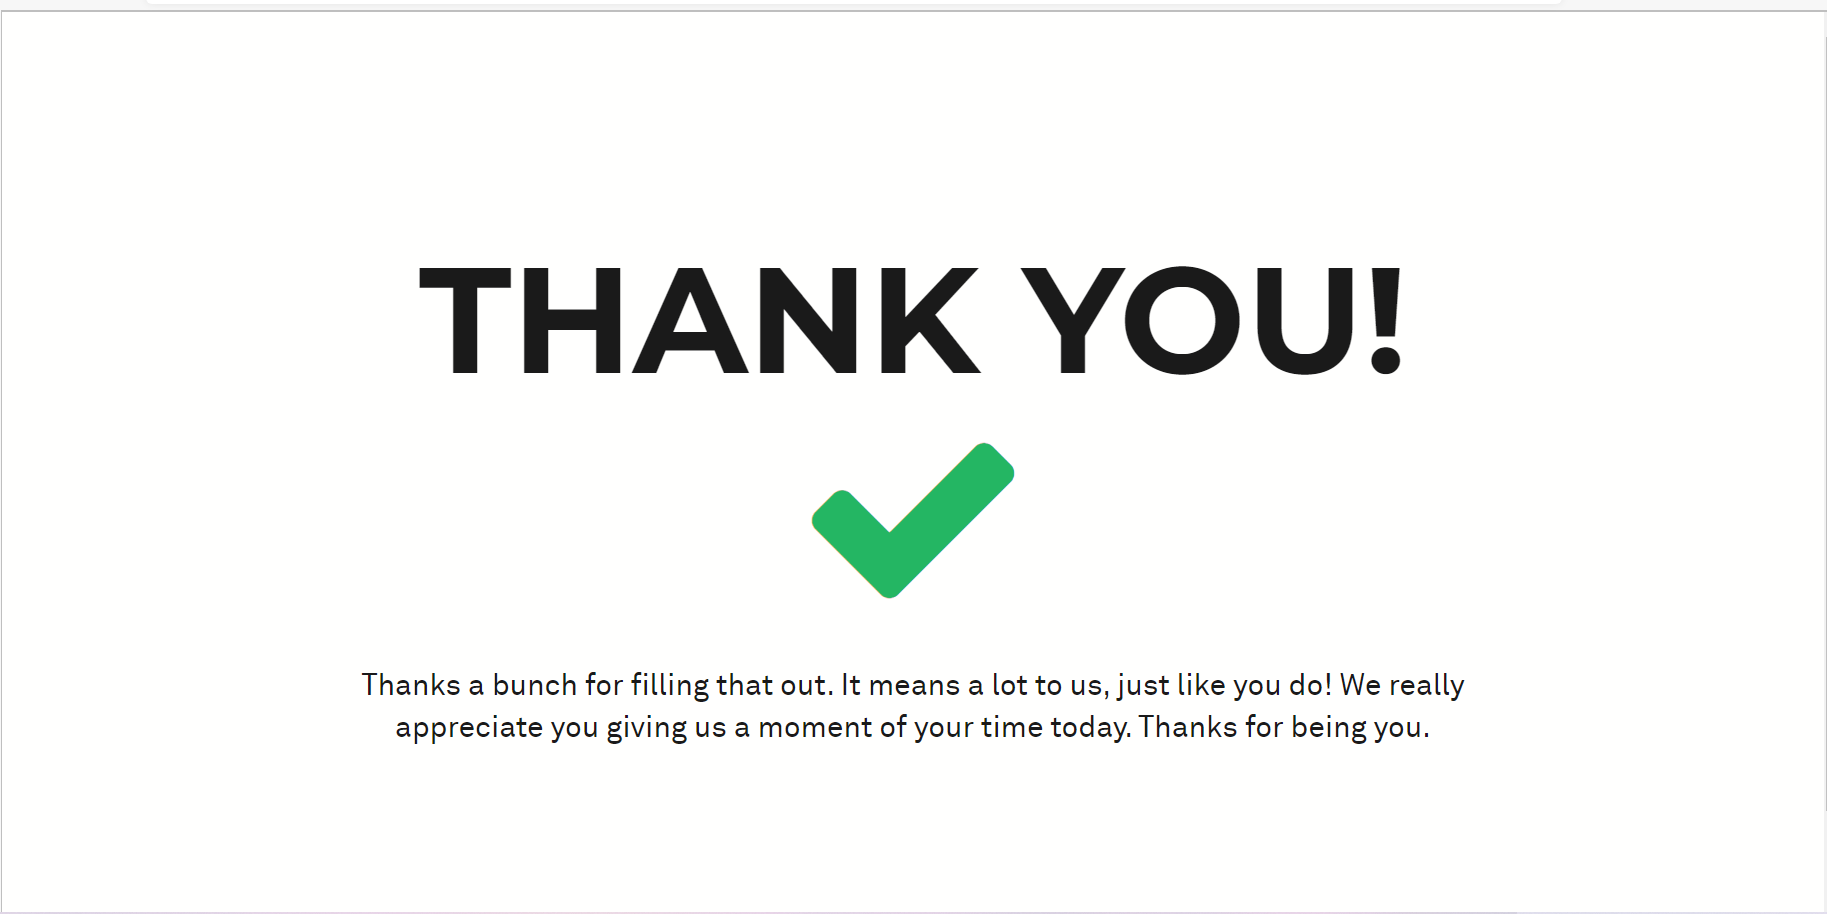 THANK YOU!
Thanks a bunch for filling that out. It means a lot to us, just like you do! We really
appreciate you giving us a moment of your time today. Thanks for being you.